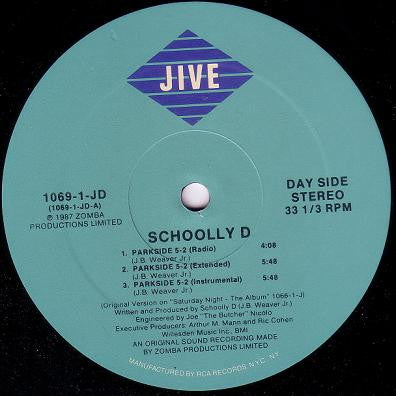 JIVE
1069-1-JD
(1069-1-JD-A)
℗ 1987 ZOMBA
PRODUCTIONS LIMITED
DAY SIDE
STEREO
33 1/3 RPM
SCHOOLLY D
1. PARKSIDE 5-2 (Radio) 4:08
(J.B. Weaver Jr.)
2. PARKSIDE 5-2 (Extended) 5:48
(J.B. Weaver Jr.)
3. PARKSIDE 5-2 (Instrumental) 5:48
(J.B. Weaver Jr.)
(Original Version on "Saturday Night - The Album" 1066-1-J)
Written and Produced by Schoolly D (J.B. Weaver Jr.)
Engineered by Joe "The Butcher" Nicolo
Executive Producers: Arthur M. Mann and Ric Cohen
Willesden Music Inc. BMI
AN ORIGINAL SOUND RECORDING MADE
BY ZOMBA PRODUCTIONS LIMITED
MANUFACTURED BY RCA RECORDS, N.Y.C., N.Y.